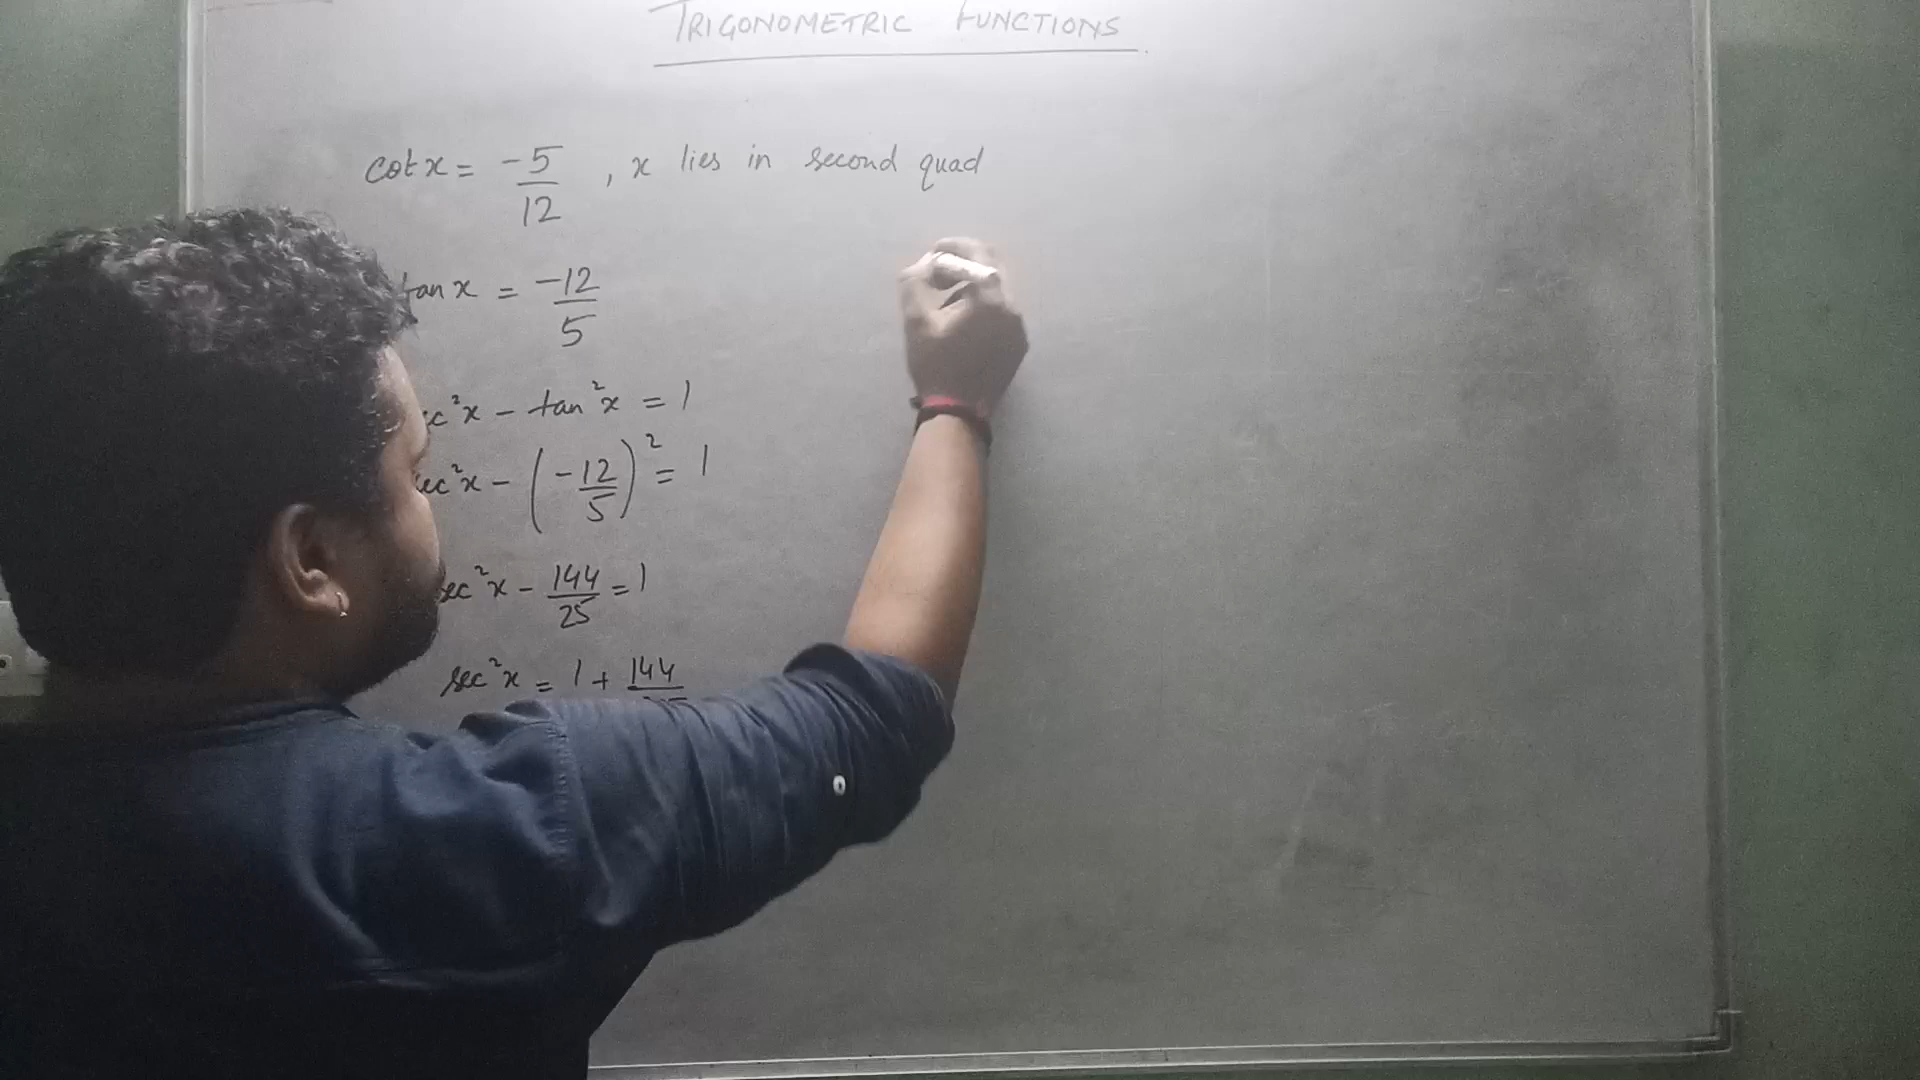 TRIGONOMETRIC FUNCTIONS
cot x = -5/12 , x lies in second quad
tan x = -12/5
ec²x - tan²x = 1
sec²x - (-12/5)² = 1
sec²x - 144/25 = 1
sec²x = 1 + 144